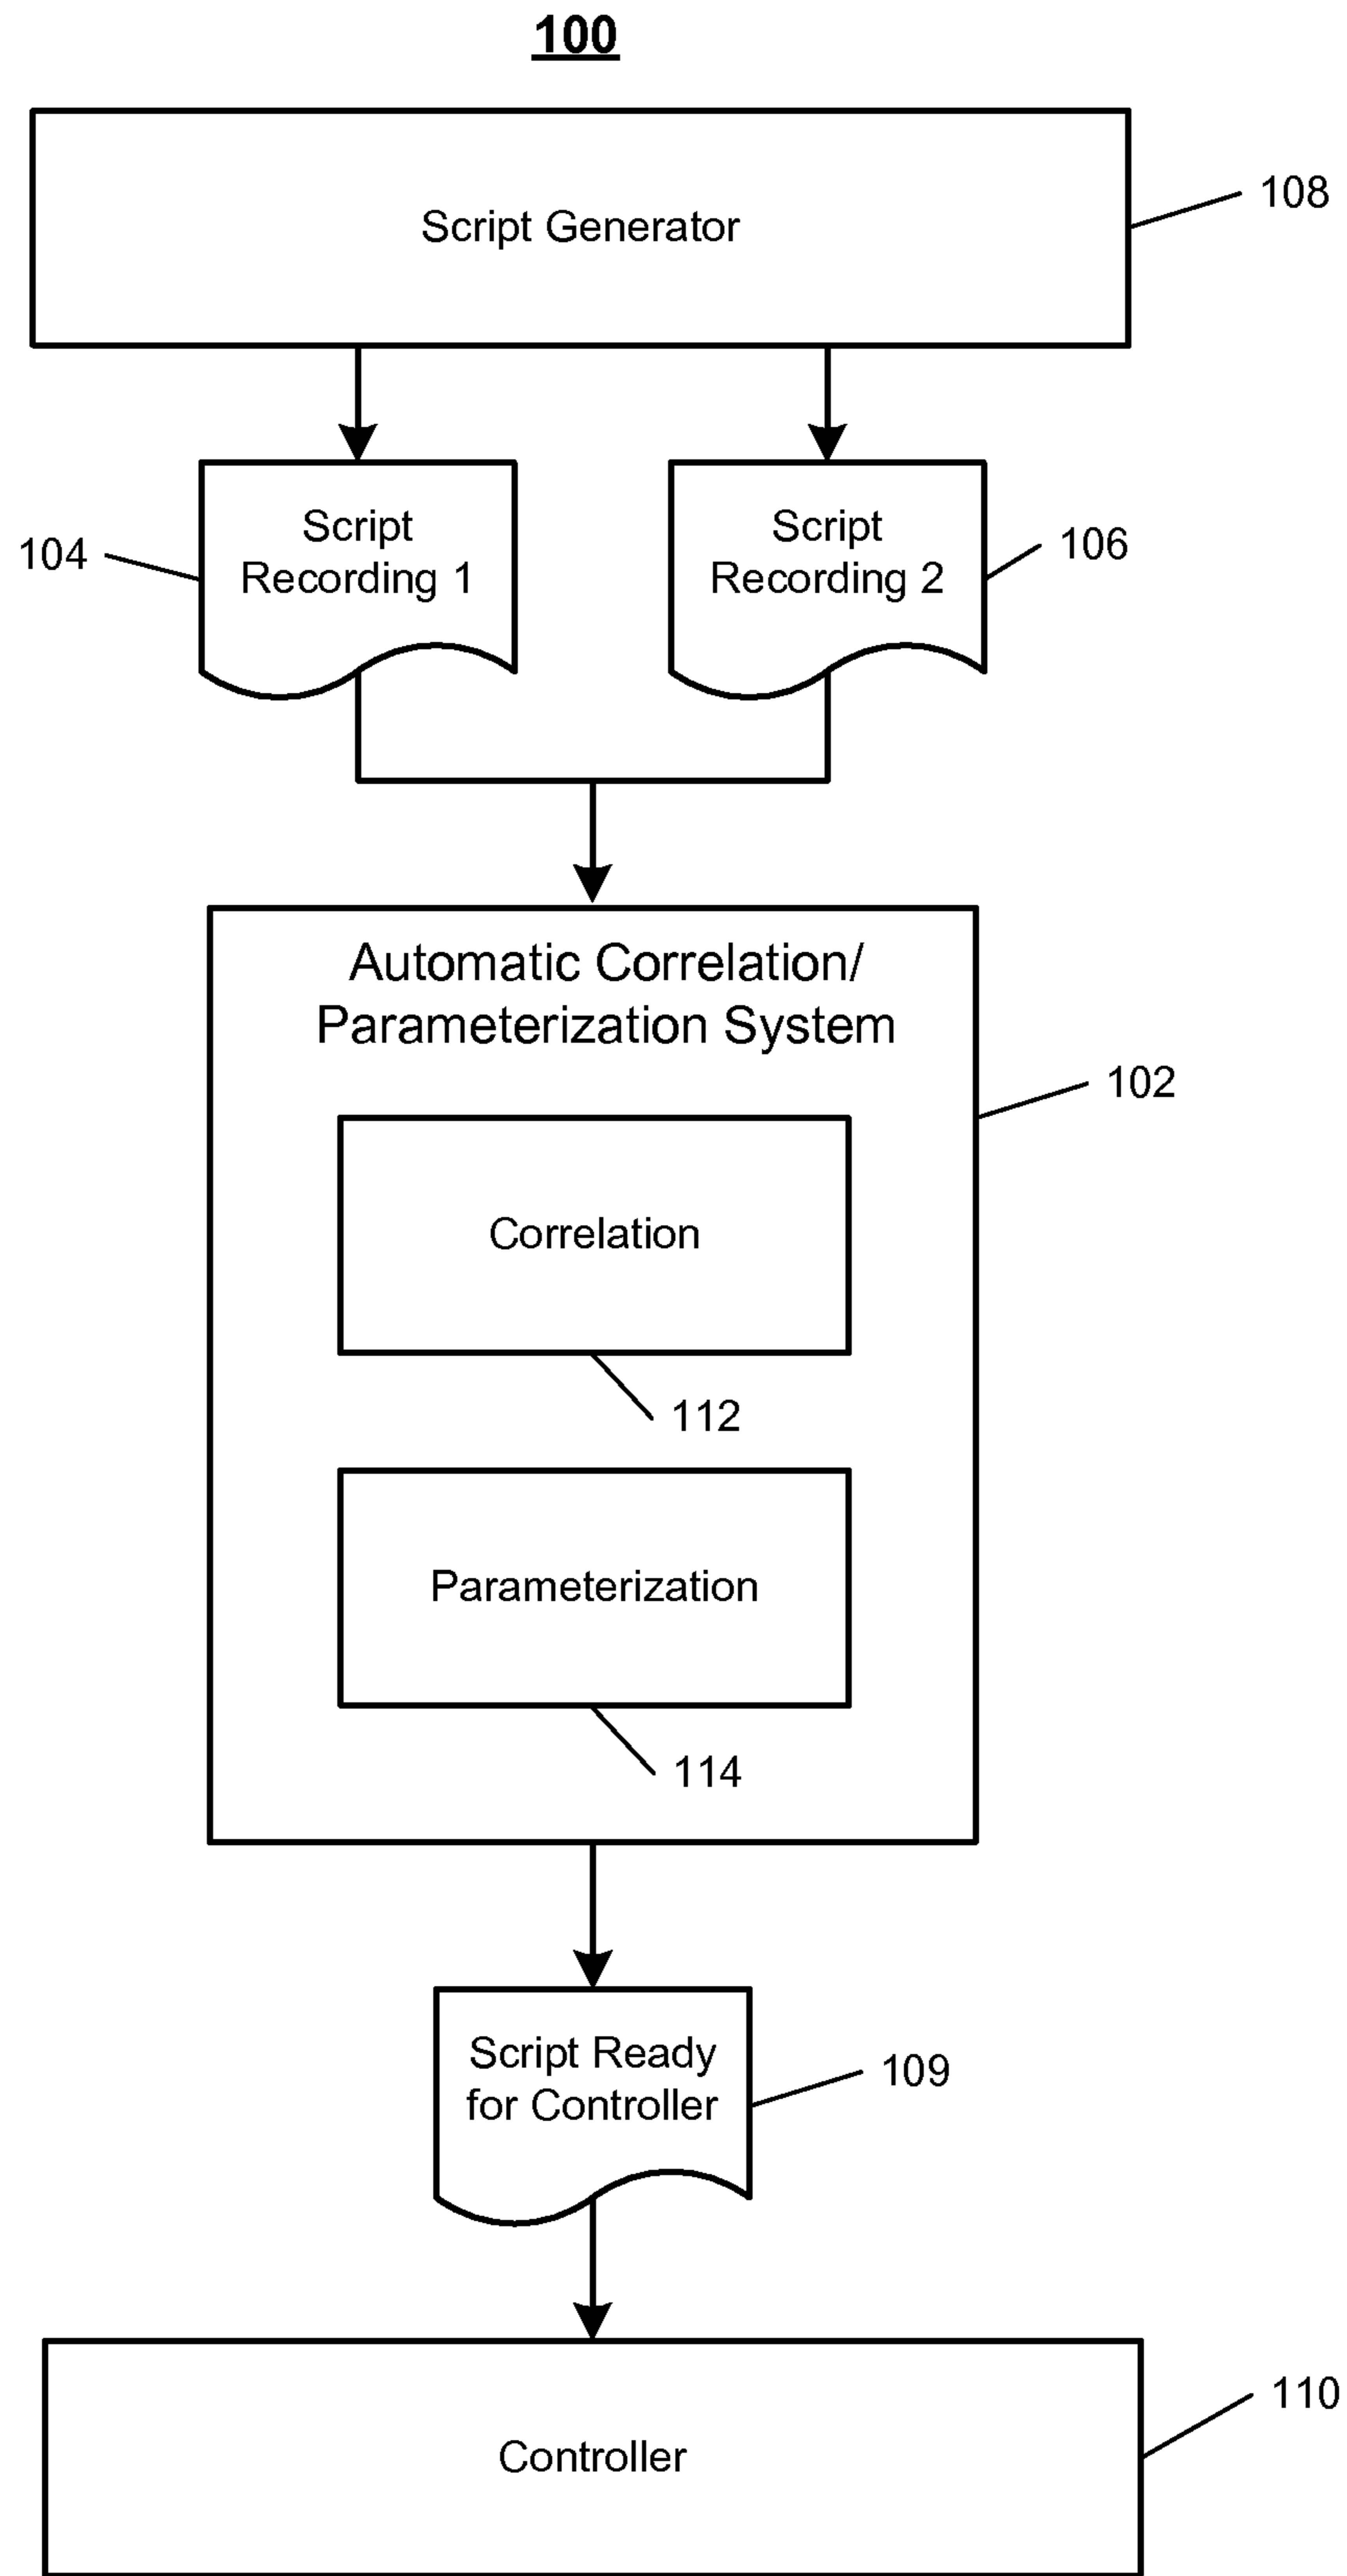 100
Script Generator
108
Script
Recording 1
104
Script
Recording 2
106
Automatic Correlation/
Parameterization System
102
Correlation
112
Parameterization
114
Script Ready
for Controller
109
Controller
110